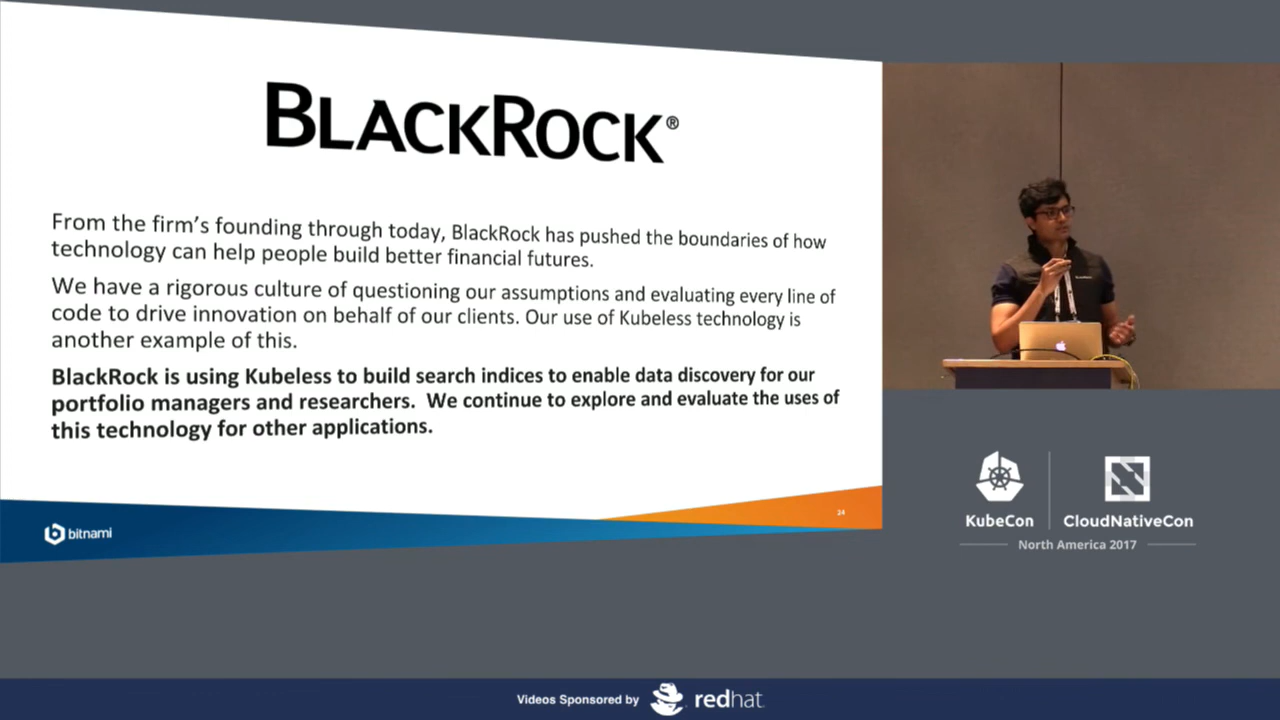 BLACKROCK®
From the firm's founding through today, BlackRock has pushed the boundaries of how
technology can help people build better financial futures.
We have a rigorous culture of questioning our assumptions and evaluating every line of
code to drive innovation on behalf of our clients. Our use of Kubeless technology is
another example of this.
BlackRock is using Kubeless to build search indices to enable data discovery for our
portfolio managers and researchers. We continue to explore and evaluate the uses of
this technology for other applications.
24
bitnami
KubeCon
CloudNativeCon
North America 2017
Videos Sponsored by redhat